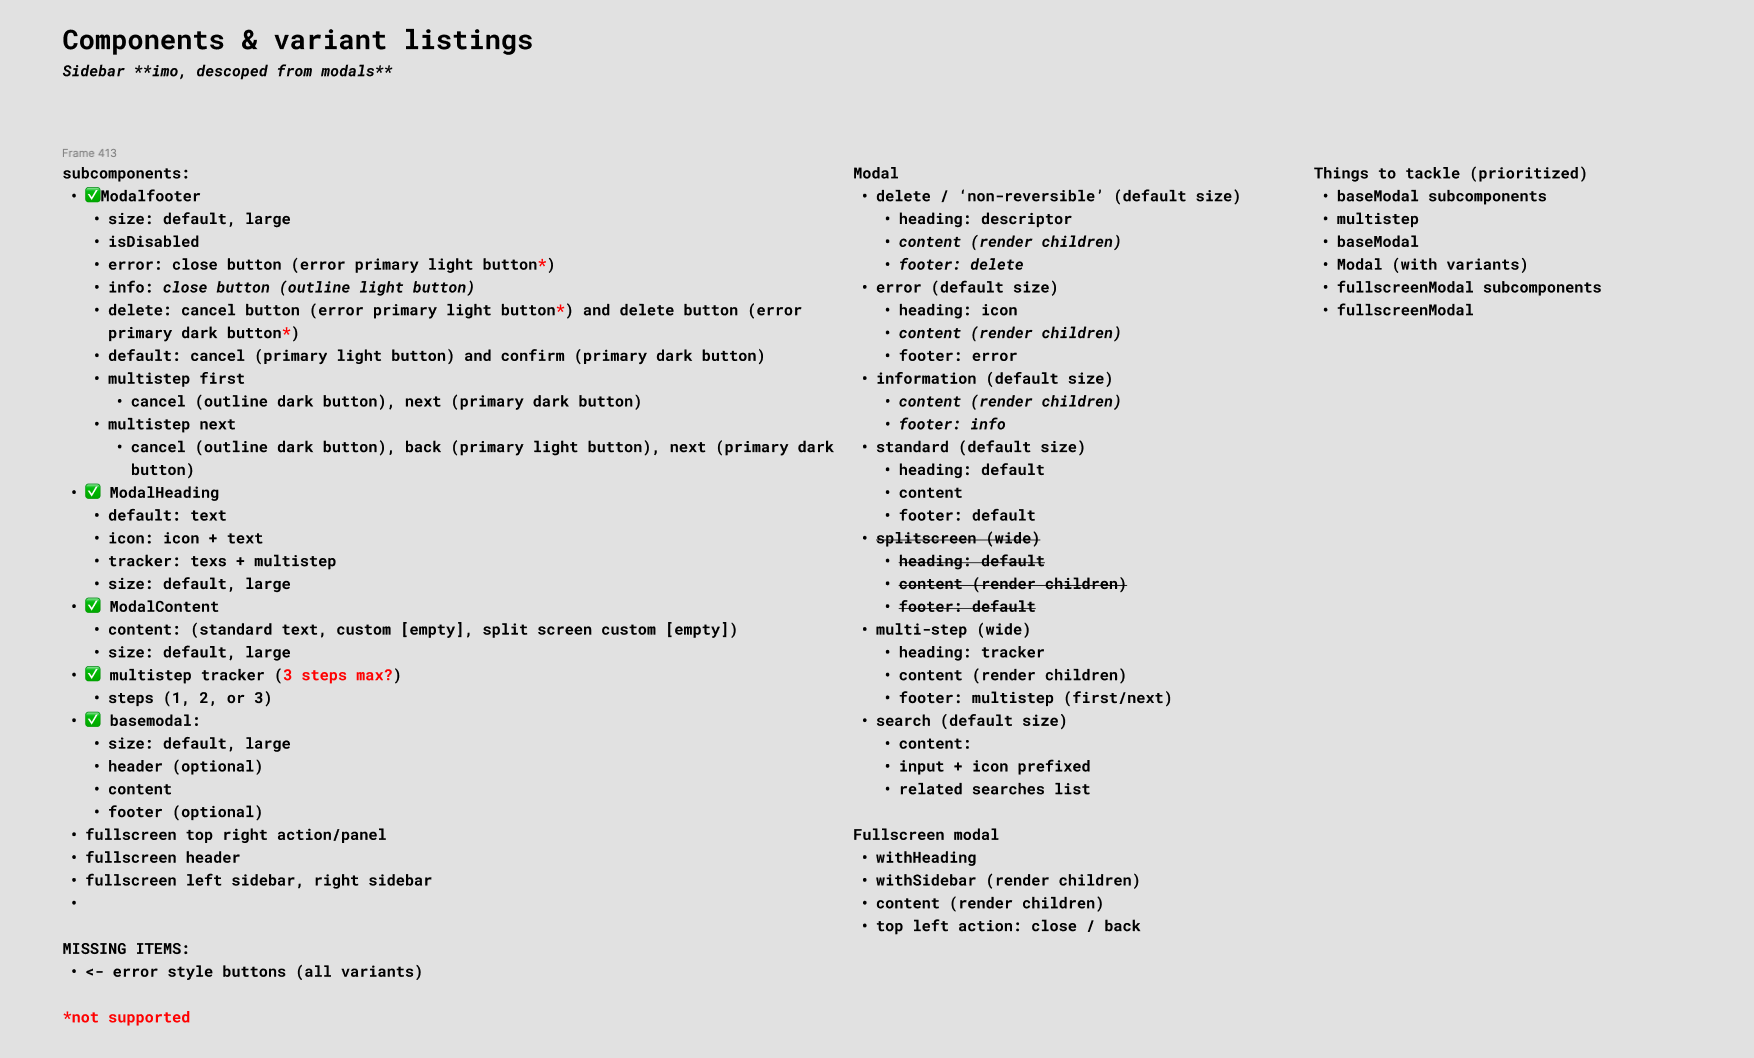 Components & variant listings
Sidebar **imo, descoped from modals**
Frame 413
subcomponents:
• ✅Modalfooter
• size: default, large
• isDisabled
• error: close button (error primary light button*)
• info: close button (outline light button)
• delete: cancel button (error primary light button*) and delete button (error
primary dark button*)
• default: cancel (primary light button) and confirm (primary dark button)
• multistep first
• cancel (outline dark button), next (primary dark button)
• multistep next
• cancel (outline dark button), back (primary light button), next (primary dark
button)
• ✅ ModalHeading
• default: text
• icon: icon + text
• tracker: texs + multistep
• size: default, large
• ✅ ModalContent
• content: (standard text, custom [empty], split screen custom [empty])
• size: default, large
• ✅ multistep tracker (3 steps max?)
• steps (1, 2, or 3)
• ✅ basemodal:
• size: default, large
• header (optional)
• content
• footer (optional)
• fullscreen top right action/panel
• fullscreen header
• fullscreen left sidebar, right sidebar
•
MISSING ITEMS:
• <- error style buttons (all variants)
*not supported
Modal
• delete / ‘non-reversible’ (default size)
• heading: descriptor
• content (render children)
• footer: delete
• error (default size)
• heading: icon
• content (render children)
• footer: error
• information (default size)
• content (render children)
• footer: info
• standard (default size)
• heading: default
• content
• footer: default
• splitscreen (wide)
• heading: default
• content (render children)
• footer: default
• multi-step (wide)
• heading: tracker
• content (render children)
• footer: multistep (first/next)
• search (default size)
• content:
• input + icon prefixed
• related searches list
Fullscreen modal
• withHeading
• withSidebar (render children)
• content (render children)
• top left action: close / back
Things to tackle (prioritized)
• baseModal subcomponents
• multistep
• baseModal
• Modal (with variants)
• fullscreenModal subcomponents
• fullscreenModal